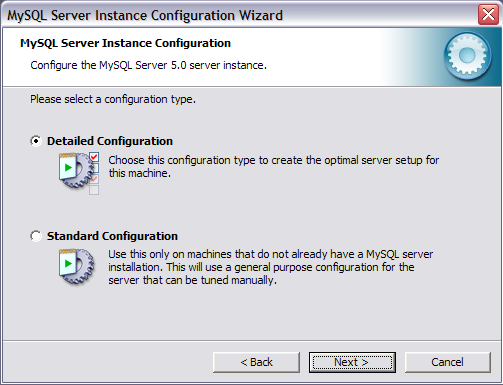 MySQL Server Instance Configuration Wizard
MySQL Server Instance Configuration
Configure the MySQL Server 5.0 server instance.
Please select a configuration type.
Detailed Configuration
Choose this configuration type to create the optimal server setup for
this machine.
Standard Configuration
Use this only on machines that do not already have a MySQL server
installation. This will use a general purpose configuration for the
server that can be tuned manually.
< Back
Next >
Cancel